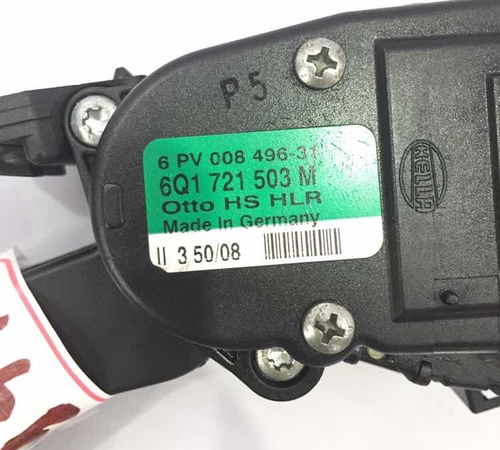 P5
6 PV 008 496-31
6Q1 721 503 M
Otto HS HLR
Made in Germany
II 3 50/08
HELLA